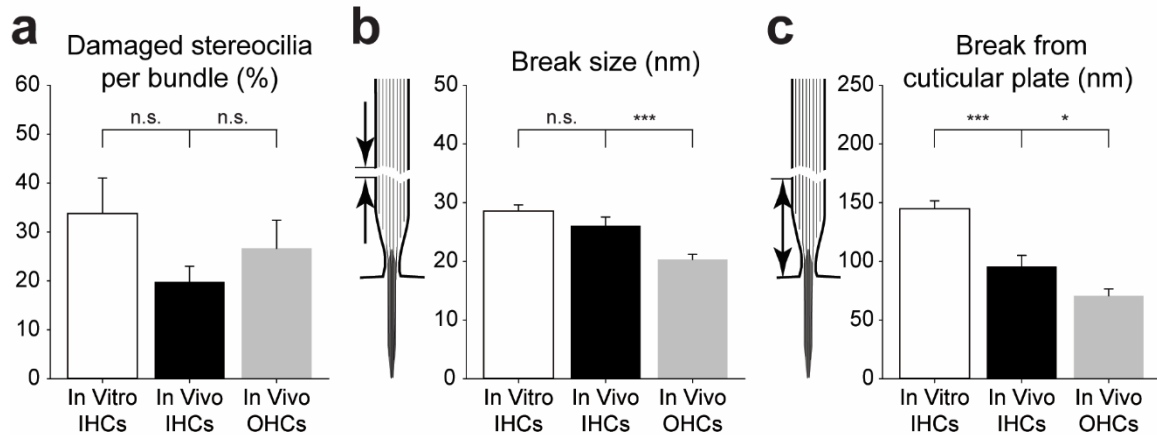 a
Damaged stereocilia
per bundle (%)
60
50
40
30
20
10
0
n.s.
n.s.
In Vitro
IHCs
In Vivo
IHCs
In Vivo
OHCs
b
Break size (nm)
50
40
30
20
10
0
n.s.
***
In Vitro
IHCs
In Vivo
IHCs
In Vivo
OHCs
c
Break from
cuticular plate (nm)
250
200
150
100
50
0
***
*
In Vitro
IHCs
In Vivo
IHCs
In Vivo
OHCs